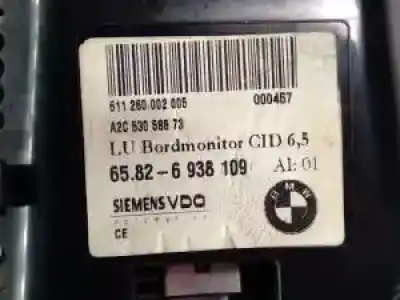 611 260 002 005 000457
A2C 530 588 73
LU Bordmonitor CID 6,5
65.82-6 938 109 AI: 01
SIEMENS VDO
CE
BMW